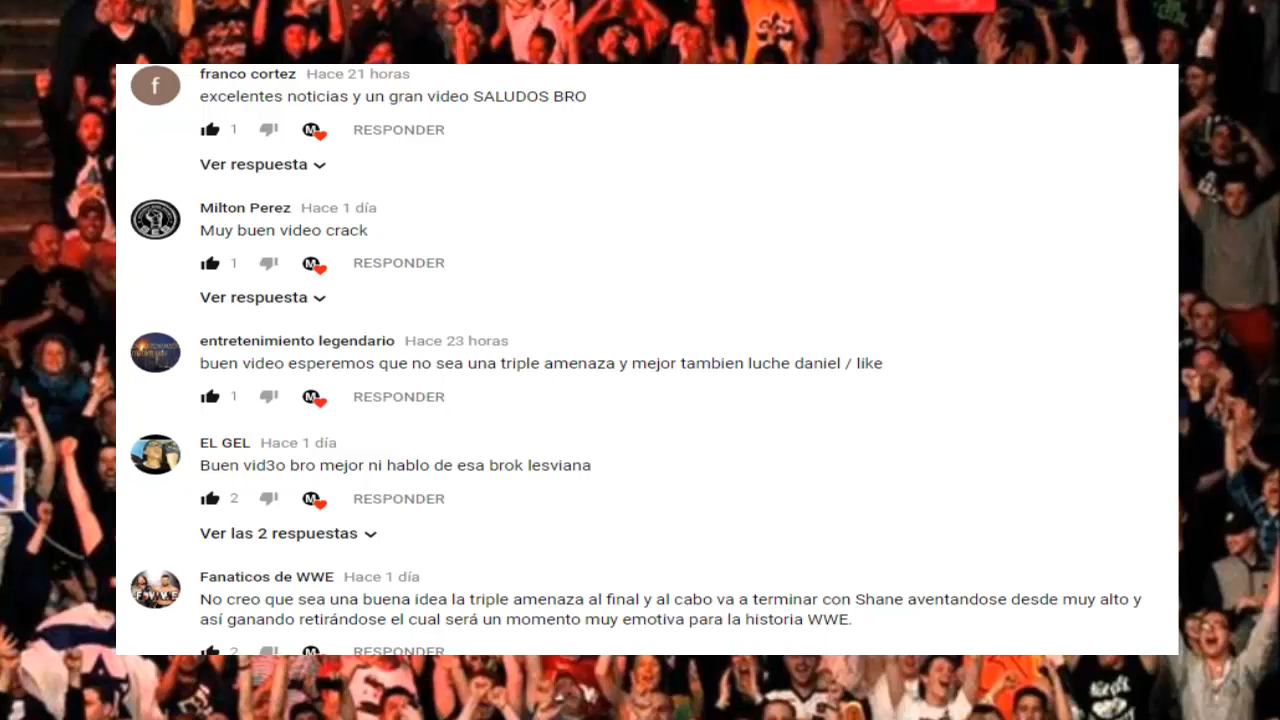 f
franco cortez Hace 21 horas
excelentes noticias y un gran video SALUDOS BRO
1 M RESPONDER
Ver respuesta
Milton Perez Hace 1 día
Muy buen video crack
1 M RESPONDER
Ver respuesta
entretenimiento legendario Hace 23 horas
buen video esperemos que no sea una triple amenaza y mejor tambien luche daniel / like
1 M RESPONDER
EL GEL Hace 1 día
Buen vid3o bro mejor ni hablo de esa brok lesviana
2 M RESPONDER
Ver las 2 respuestas
Fanaticos de WWE Hace 1 día
No creo que sea una buena idea la triple amenaza al final y al cabo va a terminar con Shane aventandose desde muy alto y
así ganando retirándose el cual será un momento muy emotiva para la historia WWE.
2 M RESPONDER